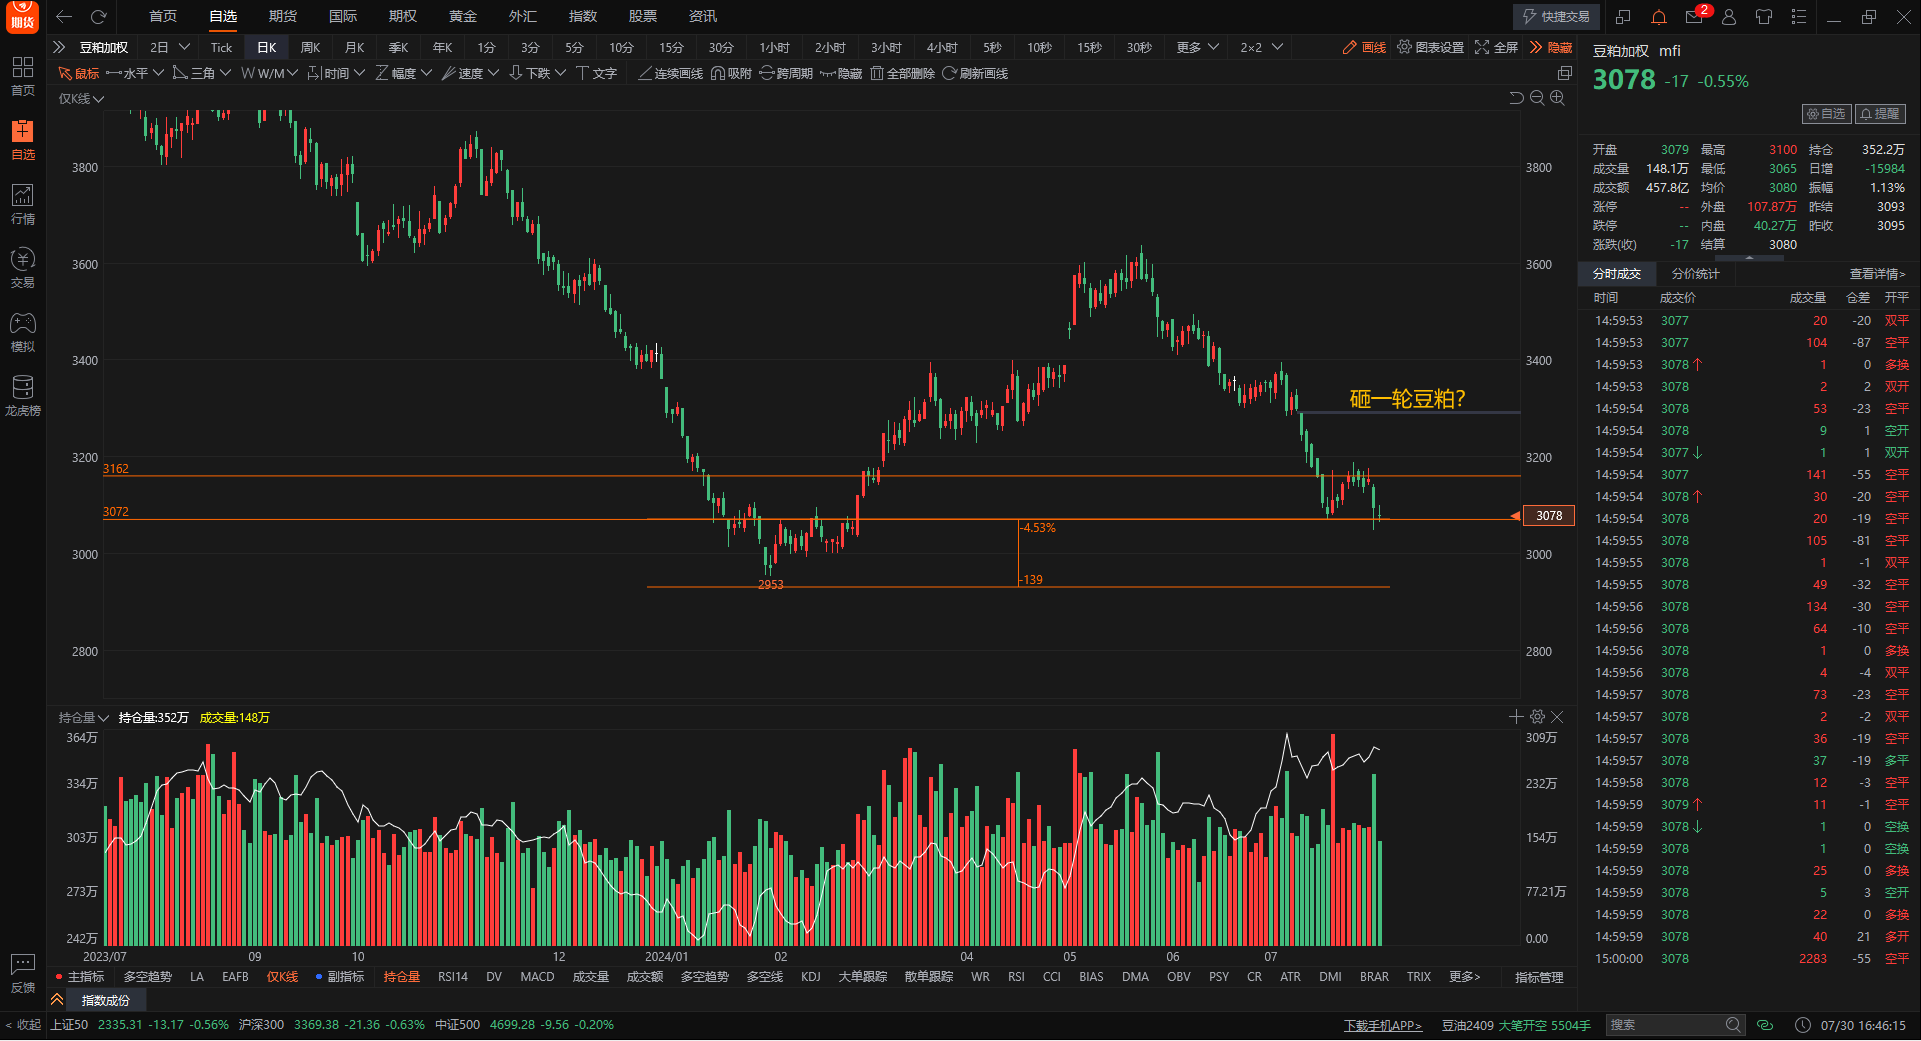 期货 首页 自选 期货 国际 期权 黄金 外汇 指数 股票 资讯 快捷交易 2
豆粕加权 2日 Tick 日K 周K 月K 季K 年K 1分 3分 5分 10分 15分 30分 1小时 2小时 3小时 4小时 5秒 10秒 15秒 30秒 更多 2×2 画线 图表设置 全屏 隐藏
鼠标 水平 三角 W/M 时间 幅度 速度 下跌 文字 连续画线 吸附 跨周期 隐藏 全部删除 刷新画线
首页
自选
行情
交易
模拟
龙虎榜
反馈
< 收起
仅K线
3800 3800
3600 3600
3400 3400
3200 3200
3000 3000
2800 2800
砸一轮豆粕?
3162
3072
-4.53%
-139
2953
3078
持仓量 持仓量:352万 成交量:148万
364万 309万
334万 232万
303万 154万
273万 77.21万
242万 0.00
2023/07 09 10 12 2024/01 02 04 05 06 07
主指标 多空趋势 LA EAFB 仅K线 副指标 持仓量 RSI14 DV MACD 成交量 成交额 多空趋势 多空线 KDJ 大单跟踪 散单跟踪 WR RSI CCI BIAS DMA OBV PSY CR ATR DMI BRAR TRIX 更多> 指标管理
指数成份
豆粕加权 mfi
3078 -17 -0.55%
自选 提醒
开盘 3079 最高 3100 持仓 352.2万
成交量 148.1万 最低 3065 日增 -15984
成交额 457.8亿 均价 3080 振幅 1.13%
涨停 -- 外盘 107.87万 昨结 3093
跌停 -- 内盘 40.27万 昨收 3095
涨跌(收) -17 结算 3080
分时成交 分价统计 查看详情>
时间 成交价 成交量 仓差 开平
14:59:53 3077 20 -20 双平
14:59:53 3077 104 -87 空平
14:59:53 3078↑ 1 0 多换
14:59:53 3078 2 2 双开
14:59:54 3078 53 -23 空平
14:59:54 3078 9 1 空开
14:59:54 3077↓ 1 1 双开
14:59:54 3077 141 -55 空平
14:59:54 3078↑ 30 -20 空平
14:59:54 3078 20 -19 空平
14:59:55 3078 105 -81 空平
14:59:55 3078 1 -1 双平
14:59:55 3078 49 -32 空平
14:59:56 3078 134 -30 空平
14:59:56 3078 64 -10 空平
14:59:56 3078 1 0 多换
14:59:56 3078 4 -4 双平
14:59:57 3078 73 -23 空平
14:59:57 3078 2 -2 双平
14:59:57 3078 36 -19 空平
14:59:57 3078 37 -19 多平
14:59:58 3078 12 -3 空平
14:59:59 3079↑ 11 -1 空平
14:59:59 3078↓ 1 0 空换
14:59:59 3078 1 0 空换
14:59:59 3078 25 0 多换
14:59:59 3078 5 3 空开
14:59:59 3078 22 0 多换
14:59:59 3078 40 21 多开
15:00:00 3078 2283 -55 空平
上证50 2335.31 -13.17 -0.56% 沪深300 3369.38 -21.36 -0.63% 中证500 4699.28 -9.56 -0.20% 下载手机APP> 豆油2409 大笔开空 5504手 搜索 07/30 16:46:15